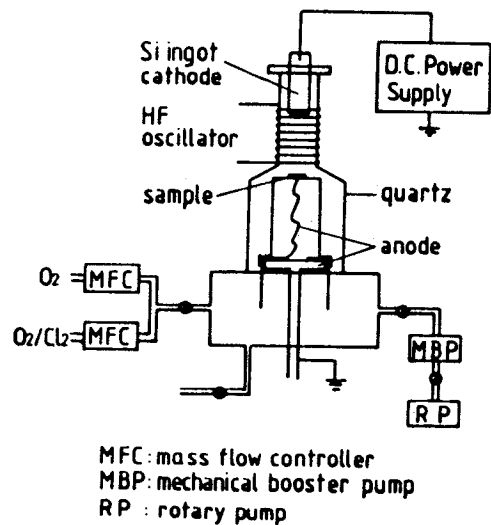 Si ingot
cathode
D.C. Power
Supply
HF
oscillator
sample
quartz
anode
O2
MFC
O2/Cl2
MFC
MBP
RP
MFC: mass flow controller
MBP: mechanical booster pump
RP : rotary pump